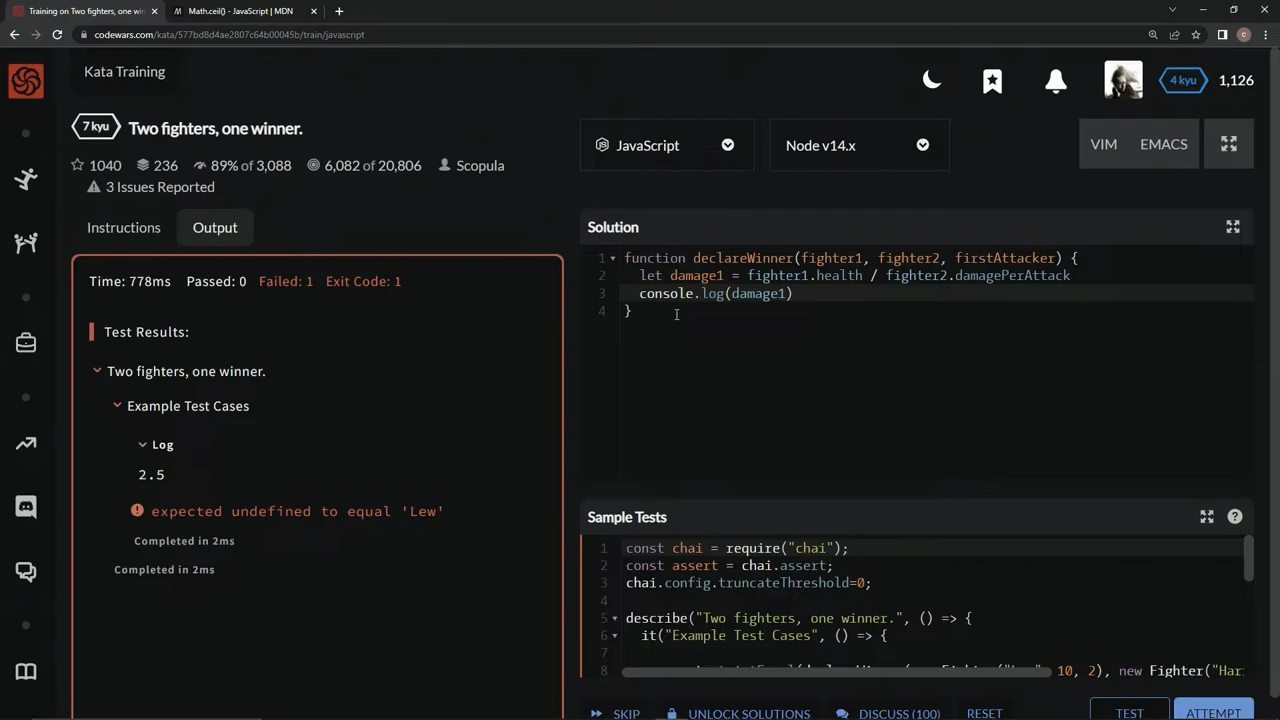 Training on Two fighters, one win
Math.ceil() - JavaScript | MDN
codewars.com/kata/577bd8d4ae2807c64b00045b/train/javascript
C
Kata Training
4 kyu
1,126
7 kyu
Two fighters, one winner.
1040
236
89% of 3,088
6,082 of 20,806
Scopula
3 Issues Reported
JavaScript
Node v14.x
VIM
EMACS
Instructions
Output
Time: 778ms Passed: 0 Failed: 1 Exit Code: 1
Test Results:
Two fighters, one winner.
Example Test Cases
Log
2.5
expected undefined to equal 'Lew'
Completed in 2ms
Completed in 2ms
Solution
1 function declareWinner(fighter1, fighter2, firstAttacker) {
2 let damage1 = fighter1.health / fighter2.damagePerAttack
3 console.log(damage1)
4 }
Sample Tests
?
1 const chai = require("chai");
2 const assert = chai.assert;
3 chai.config.truncateThreshold=0;
4
5 describe("Two fighters, one winner.", () => {
6 it("Example Test Cases", () => {
7
8 10, 2), new Fighter("Har
SKIP
UNLOCK SOLUTIONS
DISCUSS (100)
RESET
TEST
ATTEMPT